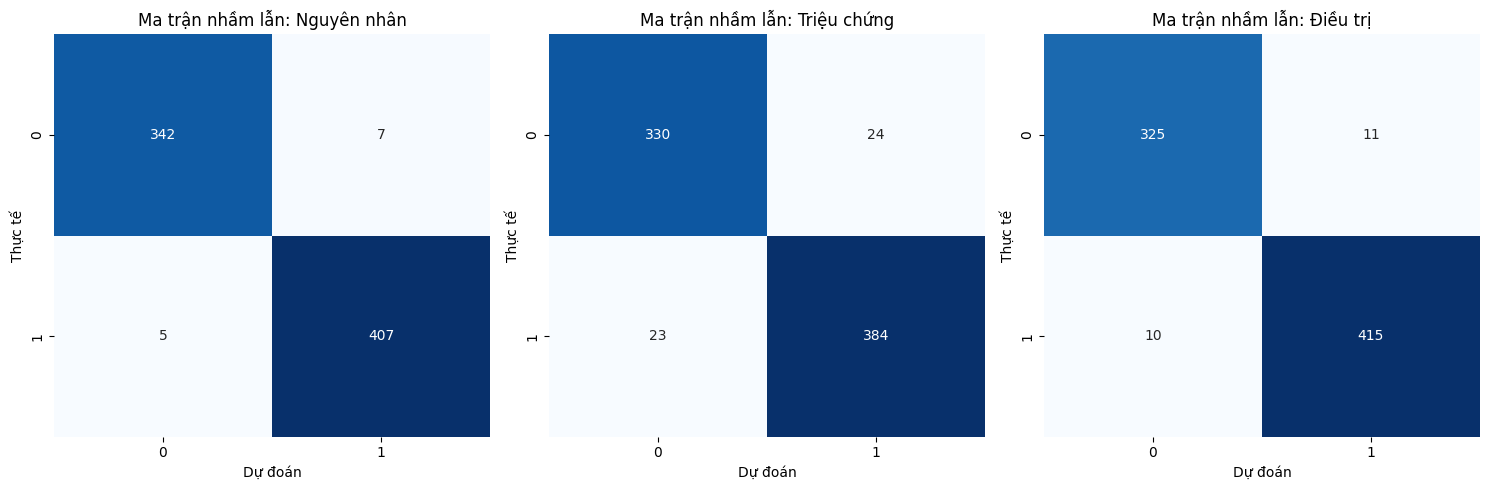 Ma trận nhầm lẫn: Nguyên nhân
342
7
5
407
0
1
0
1
Thực tế
Dự đoán
Ma trận nhầm lẫn: Triệu chứng
330
24
23
384
0
1
0
1
Thực tế
Dự đoán
Ma trận nhầm lẫn: Điều trị
325
11
10
415
0
1
0
1
Thực tế
Dự đoán